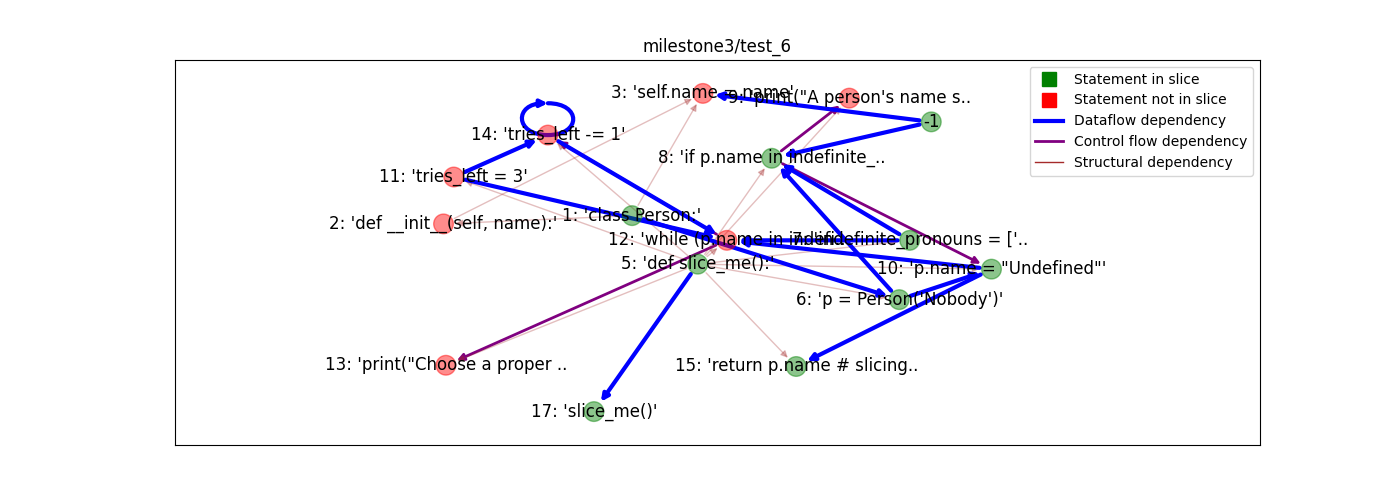 milestone3/test_6
Statement in slice
Statement not in slice
Dataflow dependency
Control flow dependency
Structural dependency
3: 'self.name = name'
9: 'print("A person's name s..
-1
14: 'tries_left -= 1'
8: 'if p.name in indefinite_..
11: 'tries_left = 3'
1: 'class Person:'
2: 'def __init__(self, name):'
12: 'while (p.name in indefi
7: 'indefinite_pronouns = ['..
5: 'def slice_me():'
10: 'p.name = "Undefined"'
6: 'p = Person('Nobody')'
13: 'print("Choose a proper ..
15: 'return p.name # slicing..
17: 'slice_me()'